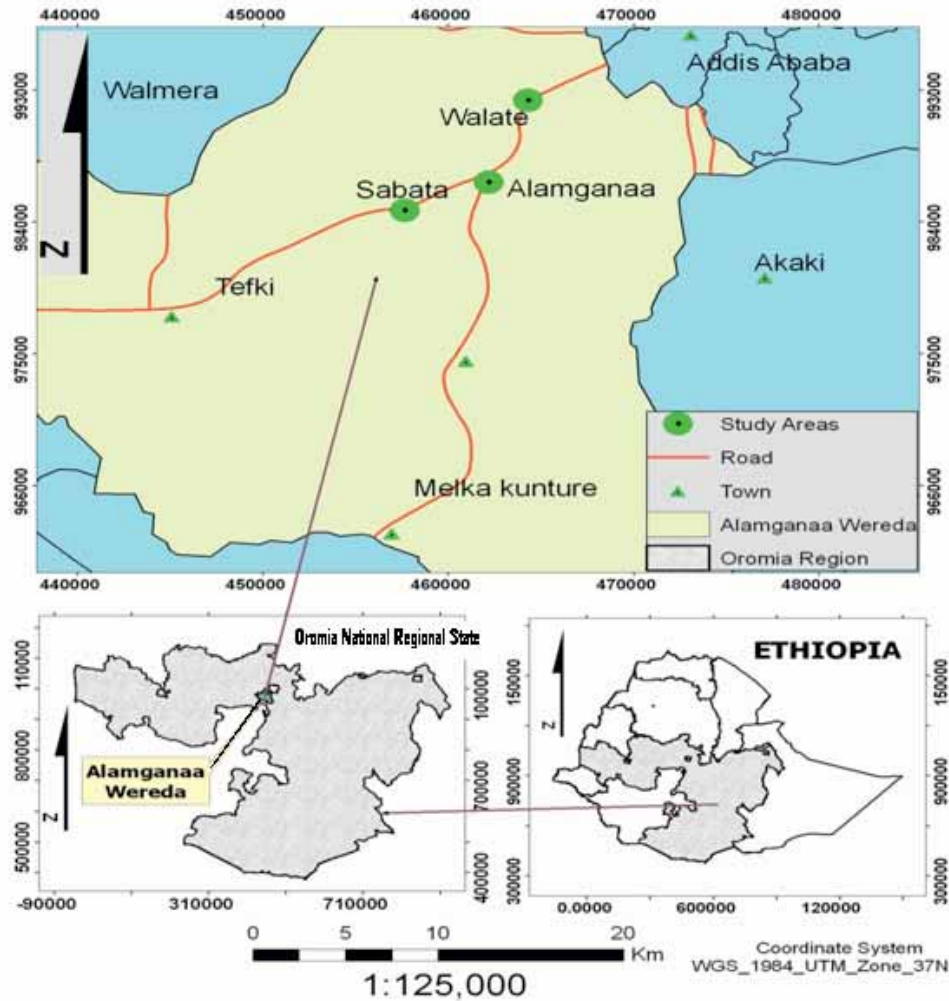 440000 450000 460000 470000 480000
Addis Ababa
Walmera
993000 993000
Walate
Sabata Alamganaa
984000 984000
Z
Akaki
Tefki
975000 975000
Study Areas
Road
Melka kunture
966000 966000
Town
Alamganaa Wereda
Oromia Region
440000 450000 460000 470000 480000
Oromia National Regional State
ETHIOPIA
1100000
1000000
1500000 1500000
Z
Alamganaa
Wereda
800000
7000000
900000 900000
Z
500000
400000
300000 300000
-90000 310000 710000
0.0000 600000 120000
0 5 10 20
Km
Coordinate System
WGS_1984_UTM_Zone_37N
1:125,000